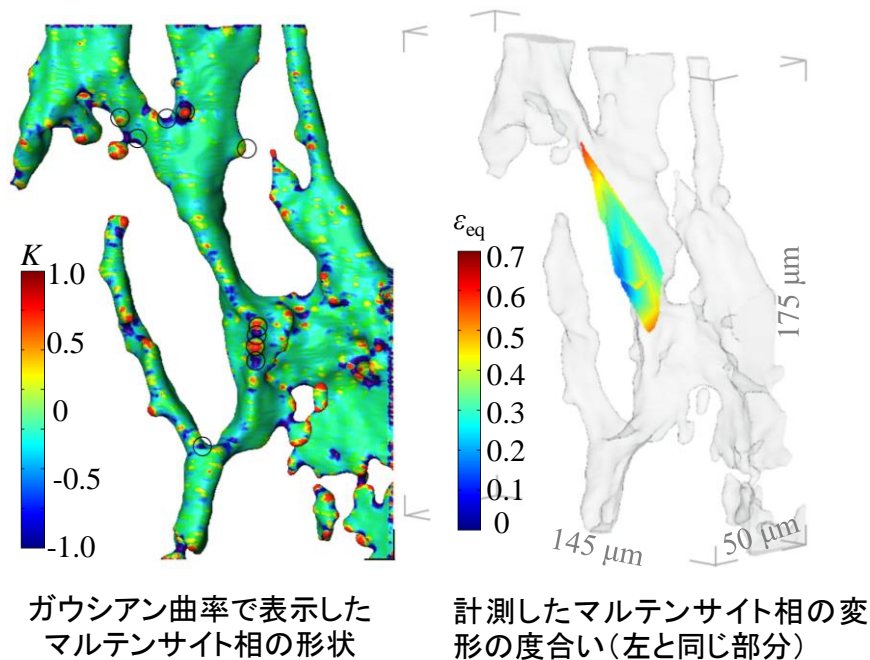 K
1.0
0.5
0
-0.5
-1.0
ガウシアン曲率で表示した
マルテンサイト相の形状
εeq
0.7
0.6
0.5
0.4
0.3
0.2
0.1
0
175 μm
145 μm
50 μm
計測したマルテンサイト相の変
形の度合い(左と同じ部分)